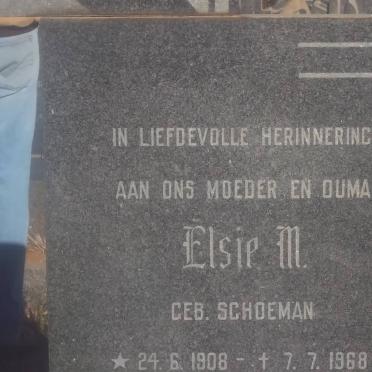 IN LIEFDEVOLLE HERINNERING
AAN ONS MOEDER EN OUMA
Elsie M.
GEB. SCHOEMAN
★ 24. 6. 1908 - † 7. 7. 1968